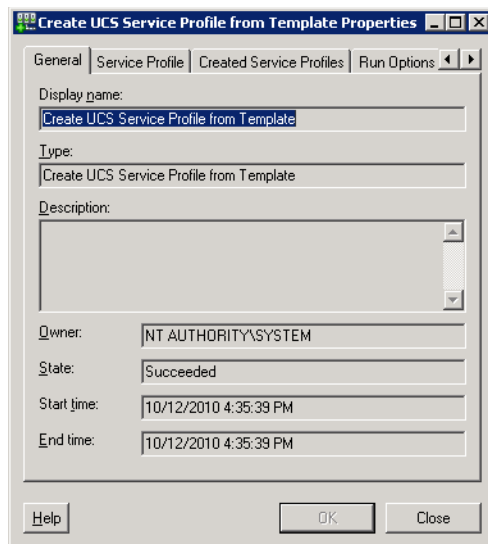 Create UCS Service Profile from Template Properties
General Service Profile Created Service Profiles Run Options
Display name:
Create UCS Service Profile from Template
Type:
Create UCS Service Profile from Template
Description:
Owner: NT AUTHORITY\SYSTEM
State: Succeeded
Start time: 10/12/2010 4:35:39 PM
End time: 10/12/2010 4:35:39 PM
Help OK Close